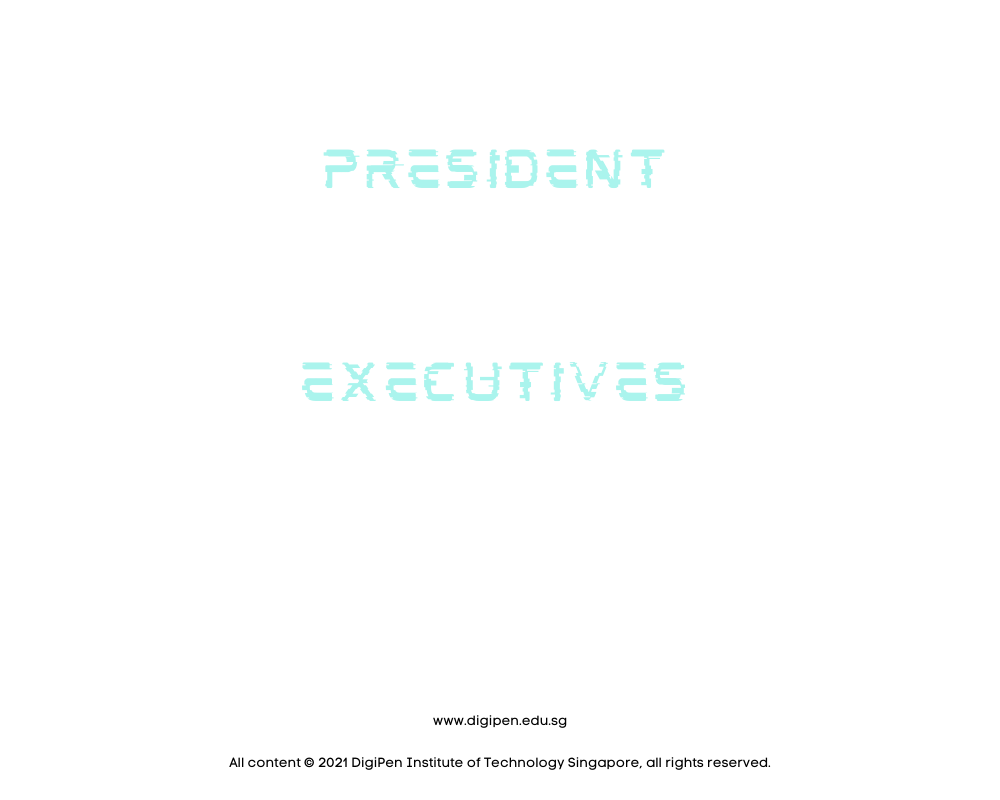 PRESIDENT
EXECUTIVES
www.digipen.edu.sg
All content © 2021 DigiPen Institute of Technology Singapore, all rights reserved.